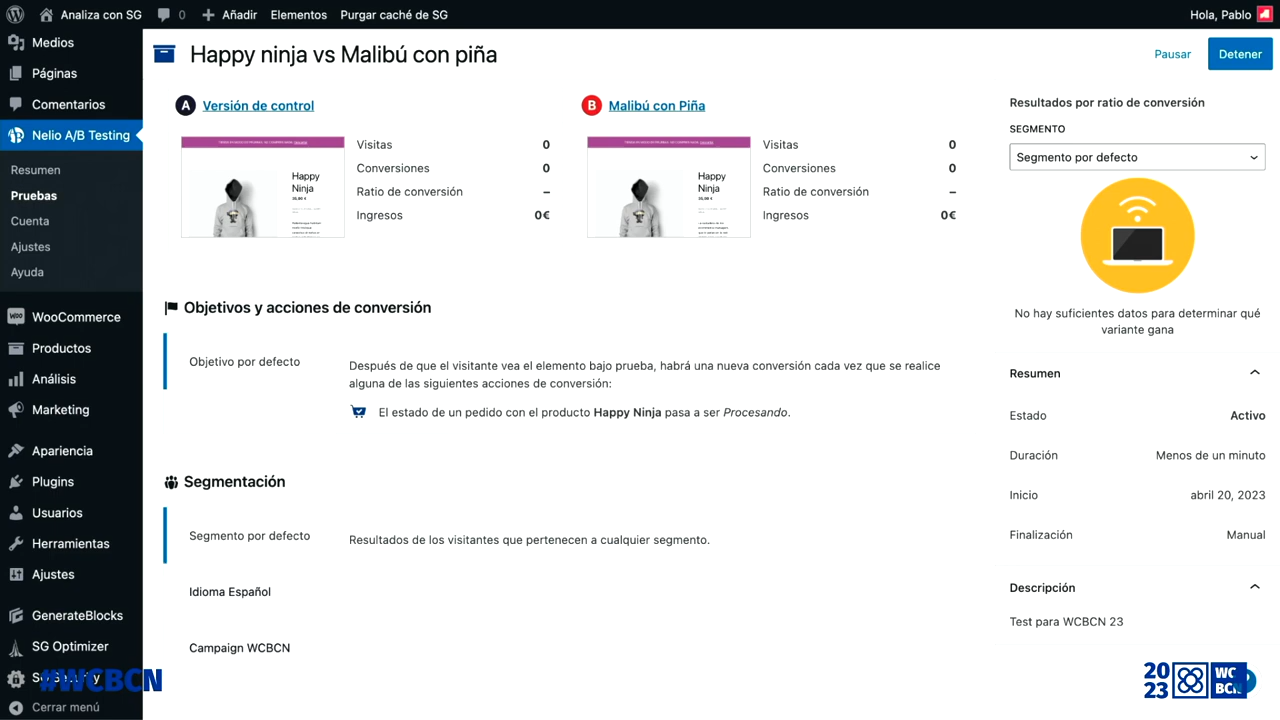 Analiza con SG
0
Añadir
Elementos
Purgar caché de SG
Hola, Pablo
Medios
Páginas
Comentarios
Nelio A/B Testing
Resumen
Pruebas
Cuenta
Ajustes
Ayuda
WooCommerce
Productos
Análisis
Marketing
Apariencia
Plugins
Usuarios
Herramientas
Ajustes
GenerateBlocks
SG Optimizer
Cerrar menú
#WCBCN
Happy ninja vs Malibú con piña
Pausar
Detener
A Versión de control
Happy
Ninja
Visitas 0
Conversiones 0
Ratio de conversión –
Ingresos 0€
B Malibú con Piña
Happy
Ninja
Visitas 0
Conversiones 0
Ratio de conversión –
Ingresos 0€
Objetivos y acciones de conversión
Objetivo por defecto
Después de que el visitante vea el elemento bajo prueba, habrá una nueva conversión cada vez que se realice
alguna de las siguientes acciones de conversión:
El estado de un pedido con el producto Happy Ninja pasa a ser Procesando.
Segmentación
Segmento por defecto
Resultados de los visitantes que pertenecen a cualquier segmento.
Idioma Español
Campaign WCBCN
Resultados por ratio de conversión
SEGMENTO
Segmento por defecto
No hay suficientes datos para determinar qué
variante gana
Resumen
Estado Activo
Duración Menos de un minuto
Inicio abril 20, 2023
Finalización Manual
Descripción
Test para WCBCN 23
2023
WC
BCN